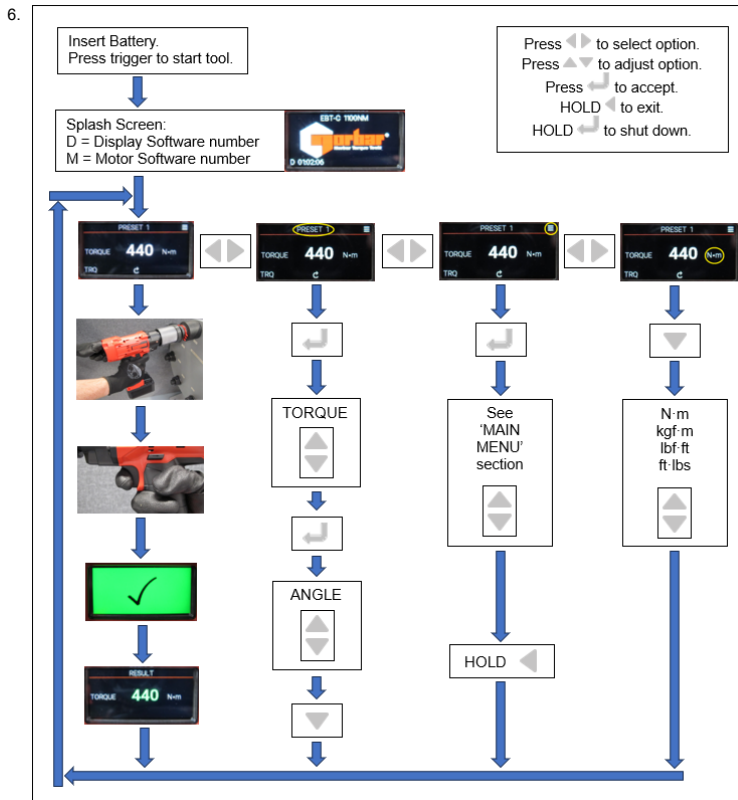 6.
Insert Battery.
Press trigger to start tool.
Press to select option.
Press to adjust option.
Press to accept.
HOLD to exit.
HOLD to shut down.
Splash Screen:
D = Display Software number
M = Motor Software number
EBT-C 1100NM
norbar
D 01:02:06
PRESET 1
TORQUE 440 N·m
TRQ
PRESET 1
TORQUE 440 N·m
TRQ
PRESET 1
TORQUE 440 N·m
TRQ
PRESET 1
TORQUE 440 N·m
TRQ
TORQUE
See
‘MAIN
MENU’
section
N·m
kgf·m
lbf·ft
ft·lbs
ANGLE
HOLD
RESULT
TORQUE 440 N·m